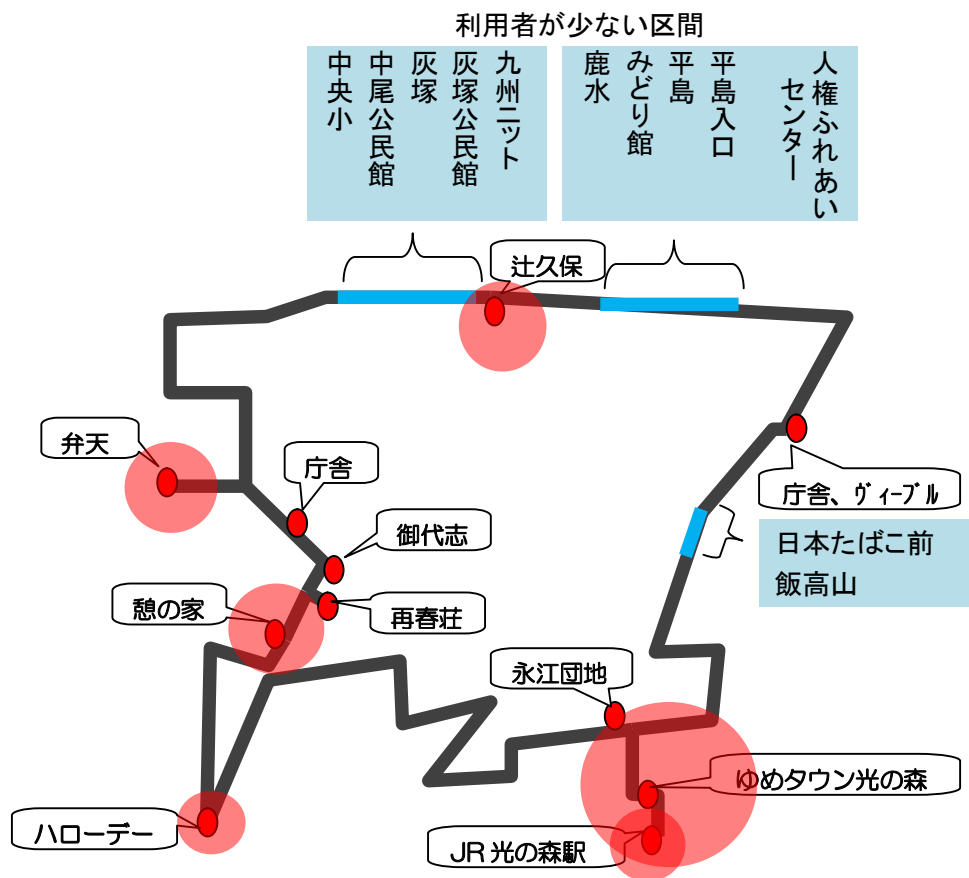 利用者が少ない区間
中央小
中尾公民館
灰塚
灰塚公民館
九州ニット
鹿水
みどり館
平島
平島入口
人権ふれあい
センター
辻久保
弁天
庁舎
御代志
憩の家
再春荘
庁舎、ヴィーブル
日本たばこ前
飯高山
永江団地
ゆめタウン光の森
ハローデー
JR光の森駅